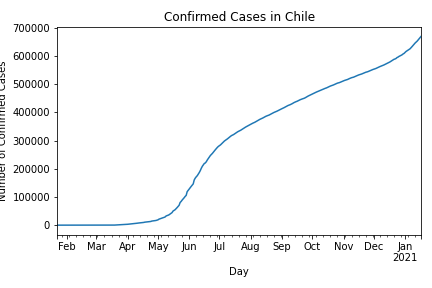 Confirmed Cases in Chile
700000
600000
500000
400000
300000
200000
100000
0
Number of Confirmed Cases
Feb Mar Apr May Jun Jul Aug Sep Oct Nov Dec Jan
2021
Day